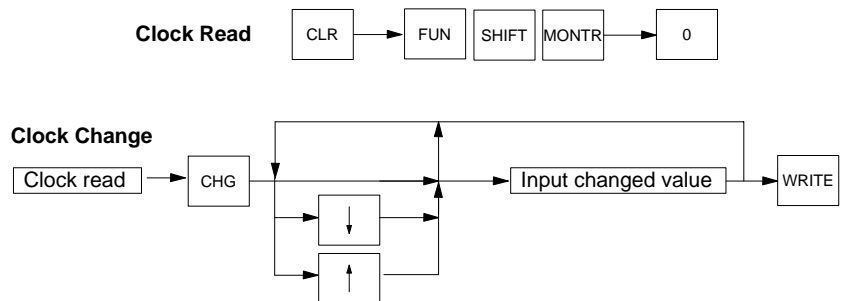 Clock Read CLR FUN SHIFT MONTR 0
Clock Change
Clock read CHG Input changed value WRITE